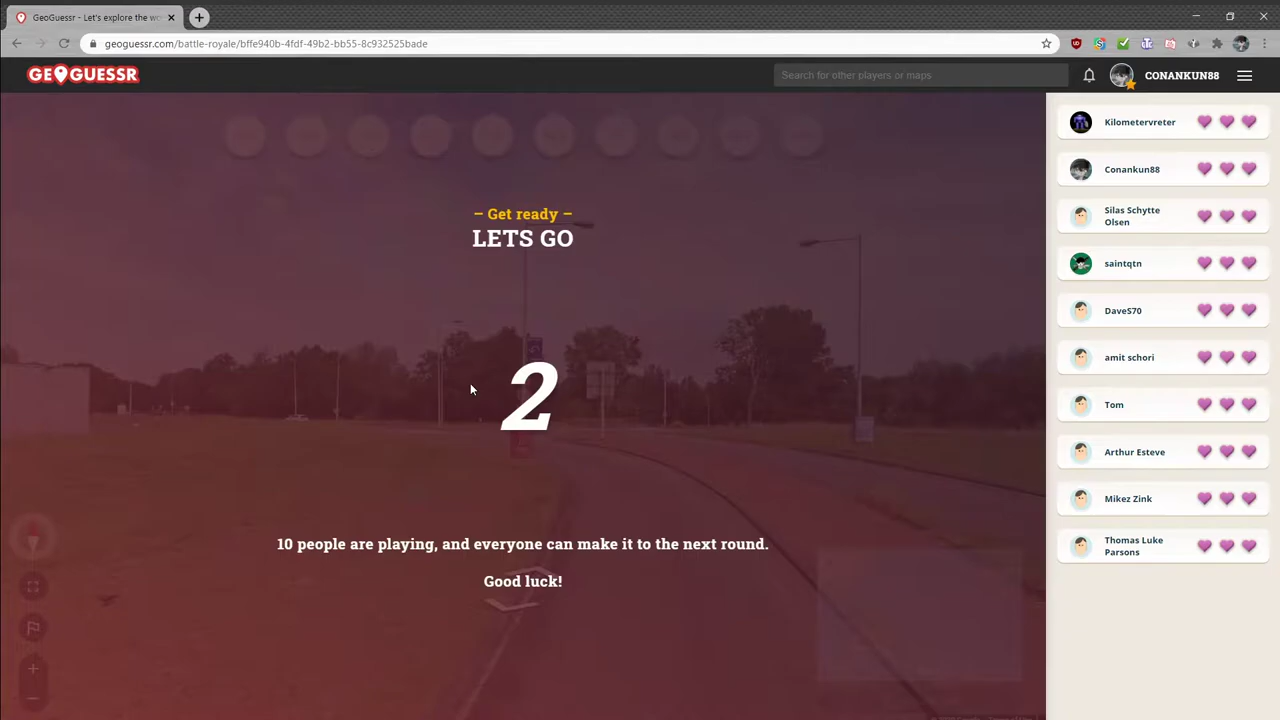 GeoGuessr - Let's explore the wo
geoguessr.com/battle-royale/bffe940b-4fdf-49b2-bb55-8c932525bade
GEOGUESSR
Search for other players or maps
CONANKUN88
– Get ready –
LETS GO
2
10 people are playing, and everyone can make it to the next round.
Good luck!
Kilometervreter
Conankun88
Silas Schytte
Olsen
saintqtn
DaveS70
amit schori
Tom
Arthur Esteve
Mikez Zink
Thomas Luke
Parsons